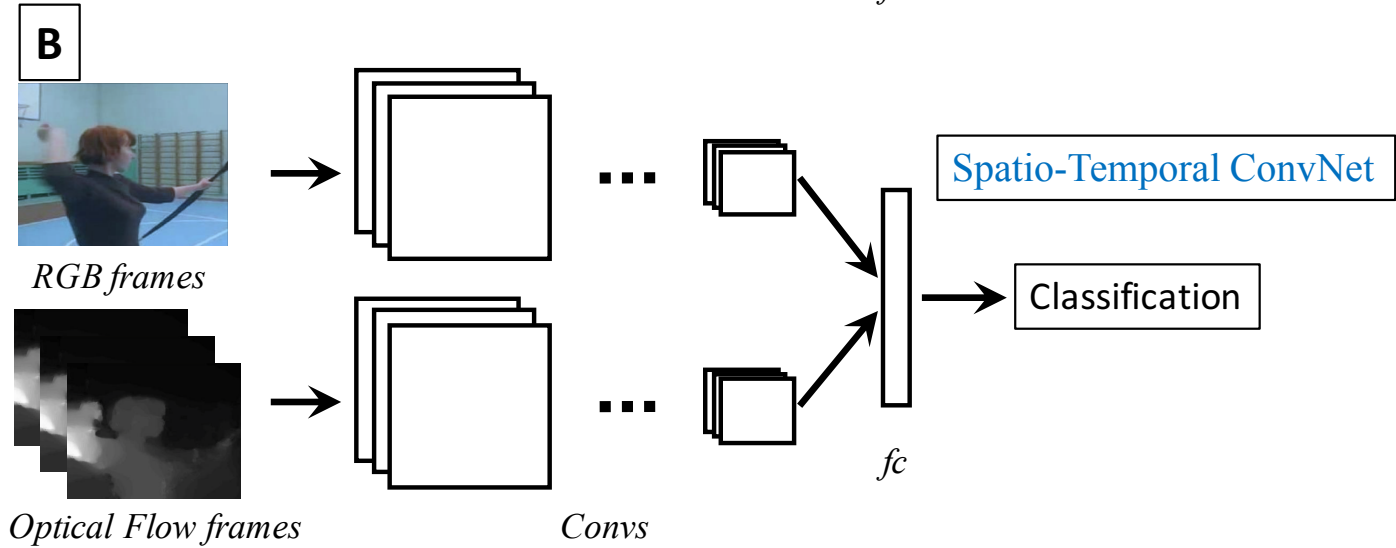 B
RGB frames
Spatio-Temporal ConvNet
Classification
fc
Optical Flow frames
Convs